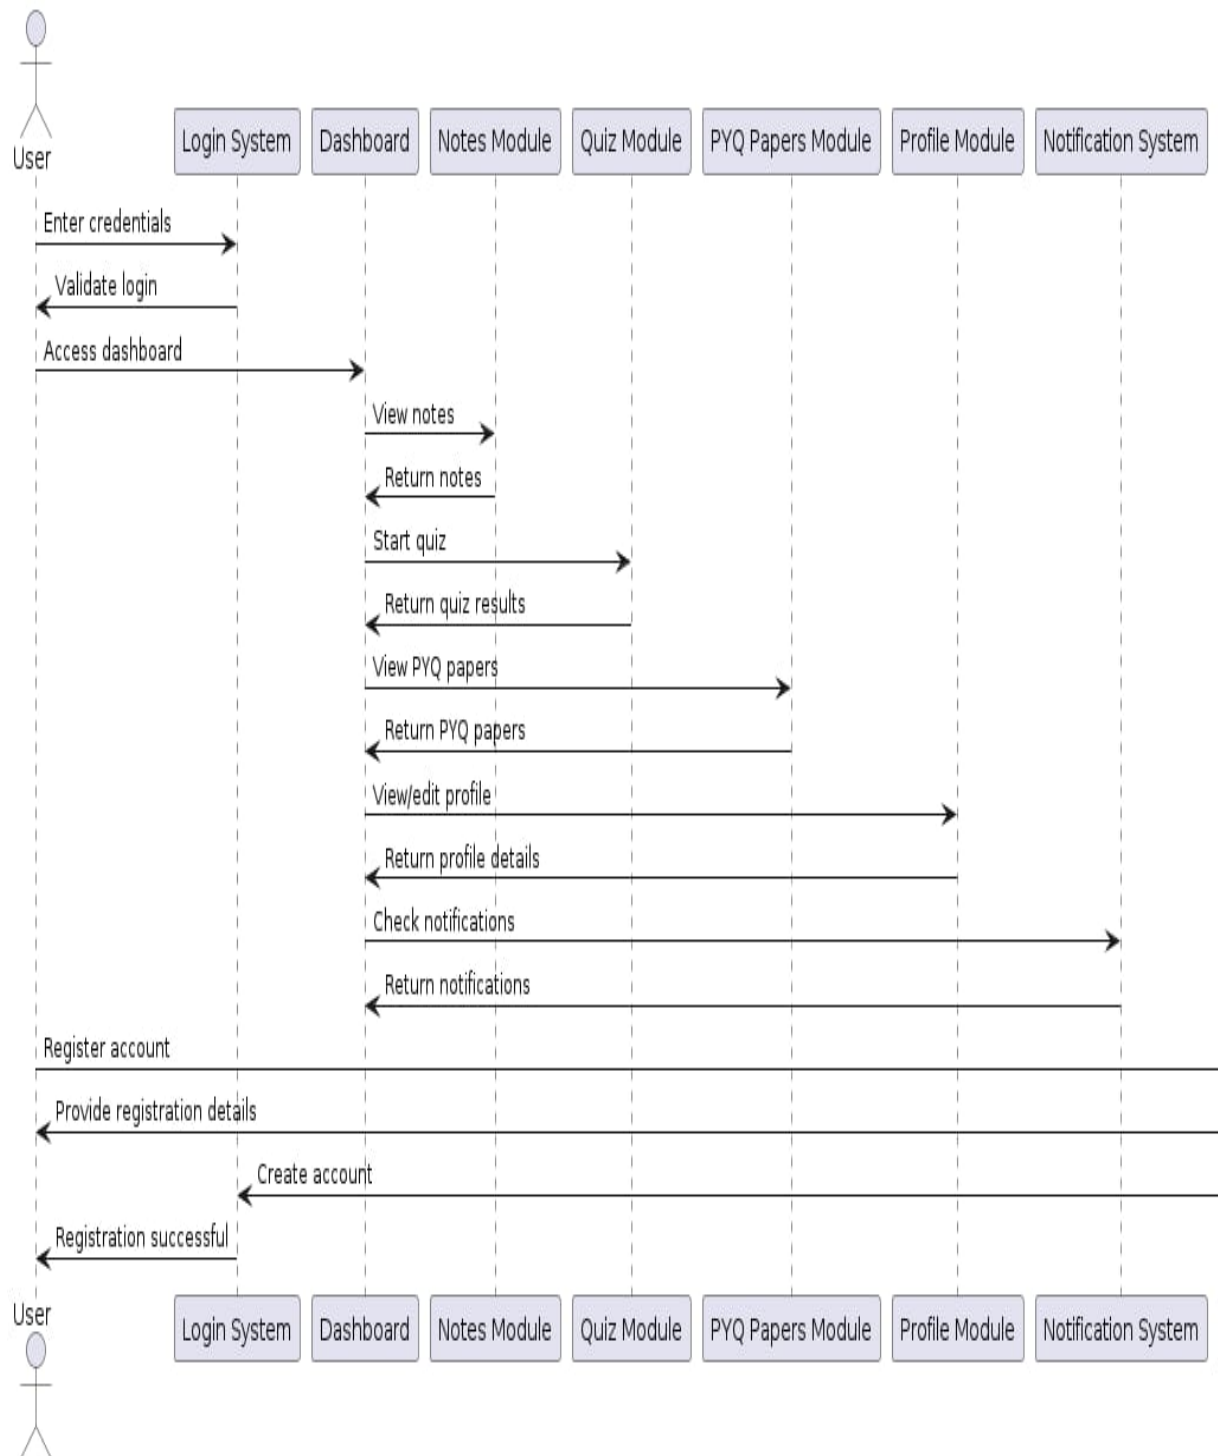 User
Login System
Dashboard
Notes Module
Quiz Module
PYQ Papers Module
Profile Module
Notification System
Enter credentials
Validate login
Access dashboard
View notes
Return notes
Start quiz
Return quiz results
View PYQ papers
Return PYQ papers
View/edit profile
Return profile details
Check notifications
Return notifications
Register account
Provide registration details
Create account
Registration successful
User
Login System
Dashboard
Notes Module
Quiz Module
PYQ Papers Module
Profile Module
Notification System